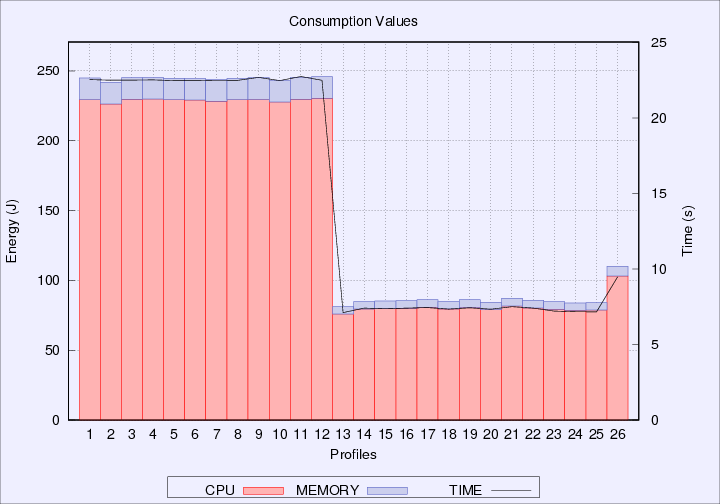 Consumption Values
250
200
150
100
50
0
Energy (J)
25
20
15
10
5
0
Time (s)
1 2 3 4 5 6 7 8 9 10 11 12 13 14 15 16 17 18 19 20 21 22 23 24 25 26
Profiles
CPU MEMORY TIME